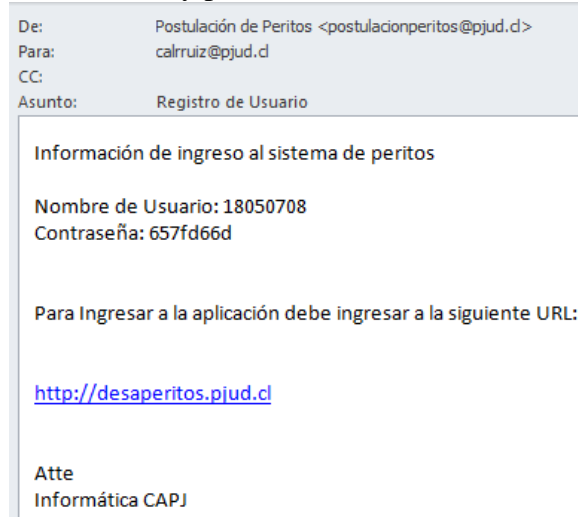 De: Postulación de Peritos <postulacionperitos@pjud.cl>
Para: calrruiz@pjud.cl
CC:
Asunto: Registro de Usuario
Información de ingreso al sistema de peritos
Nombre de Usuario: 18050708
Contraseña: 657fd66d
Para Ingresar a la aplicación debe ingresar a la siguiente URL:
http://desaperitos.pjud.cl
Atte
Informática CAPJ